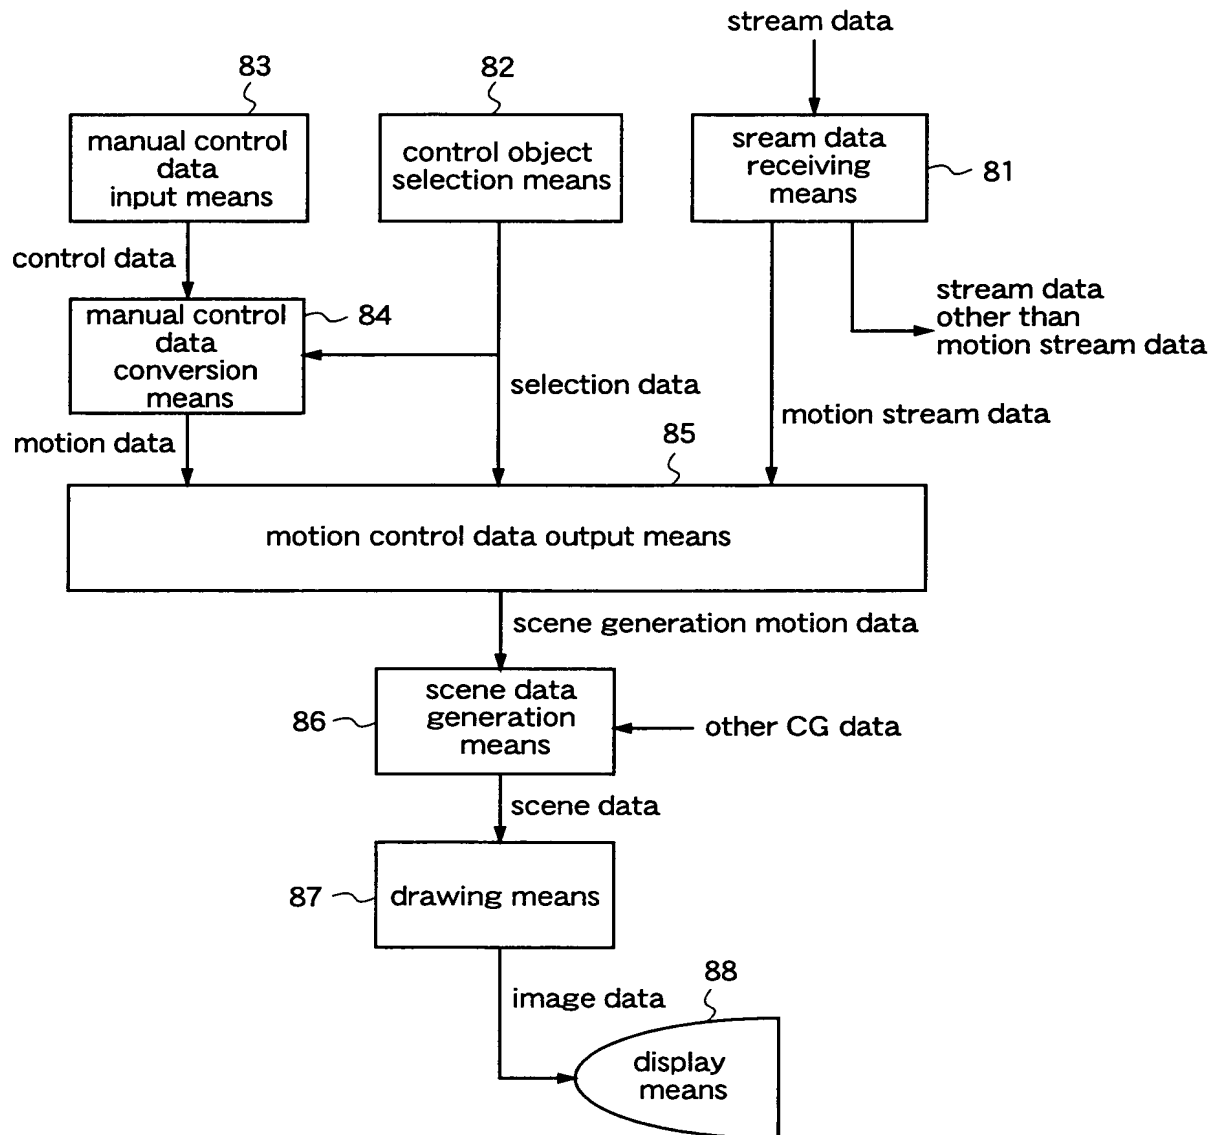 stream data
83
82
manual control
data
input means
control object
selection means
sream data
receiving
means
81
control data
stream data
other than
motion stream data
manual control
data
conversion
means
84
selection data
motion stream data
motion data
85
motion control data output means
scene generation motion data
86
scene data
generation
means
other CG data
scene data
87
drawing means
88
image data
display
means